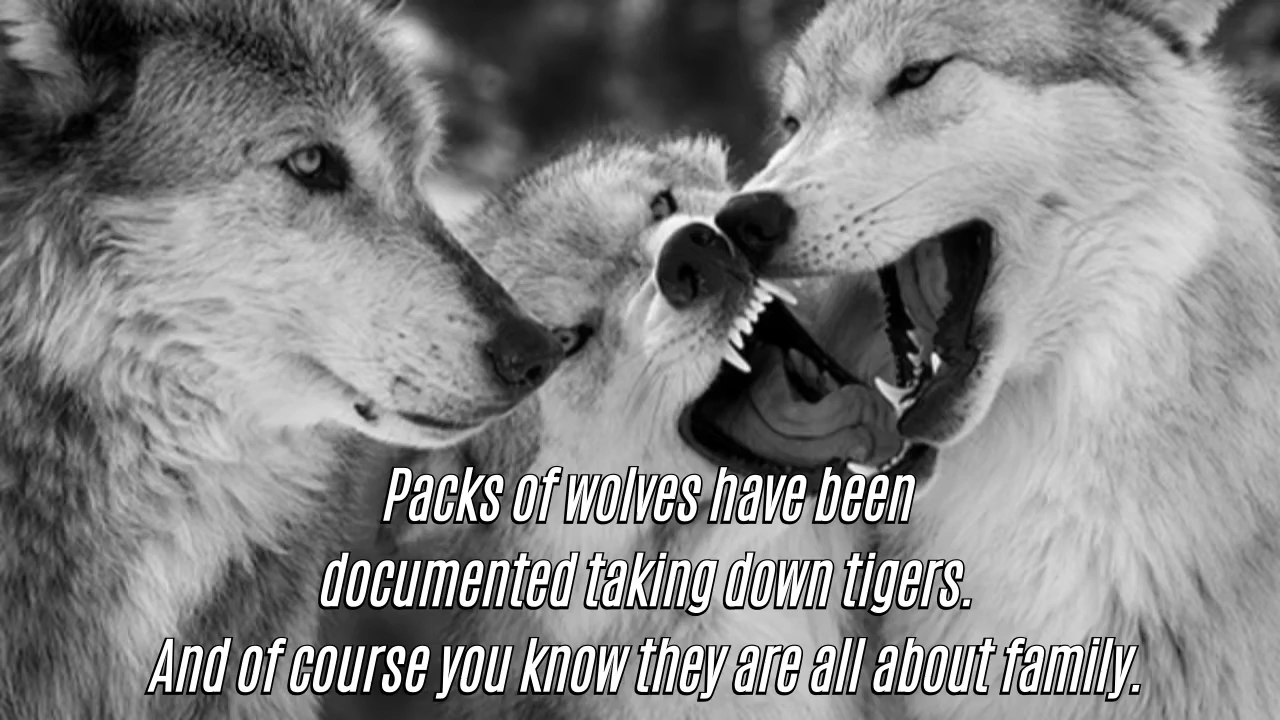 Packs of wolves have been
documented taking down tigers.
And of course you know they are all about family.